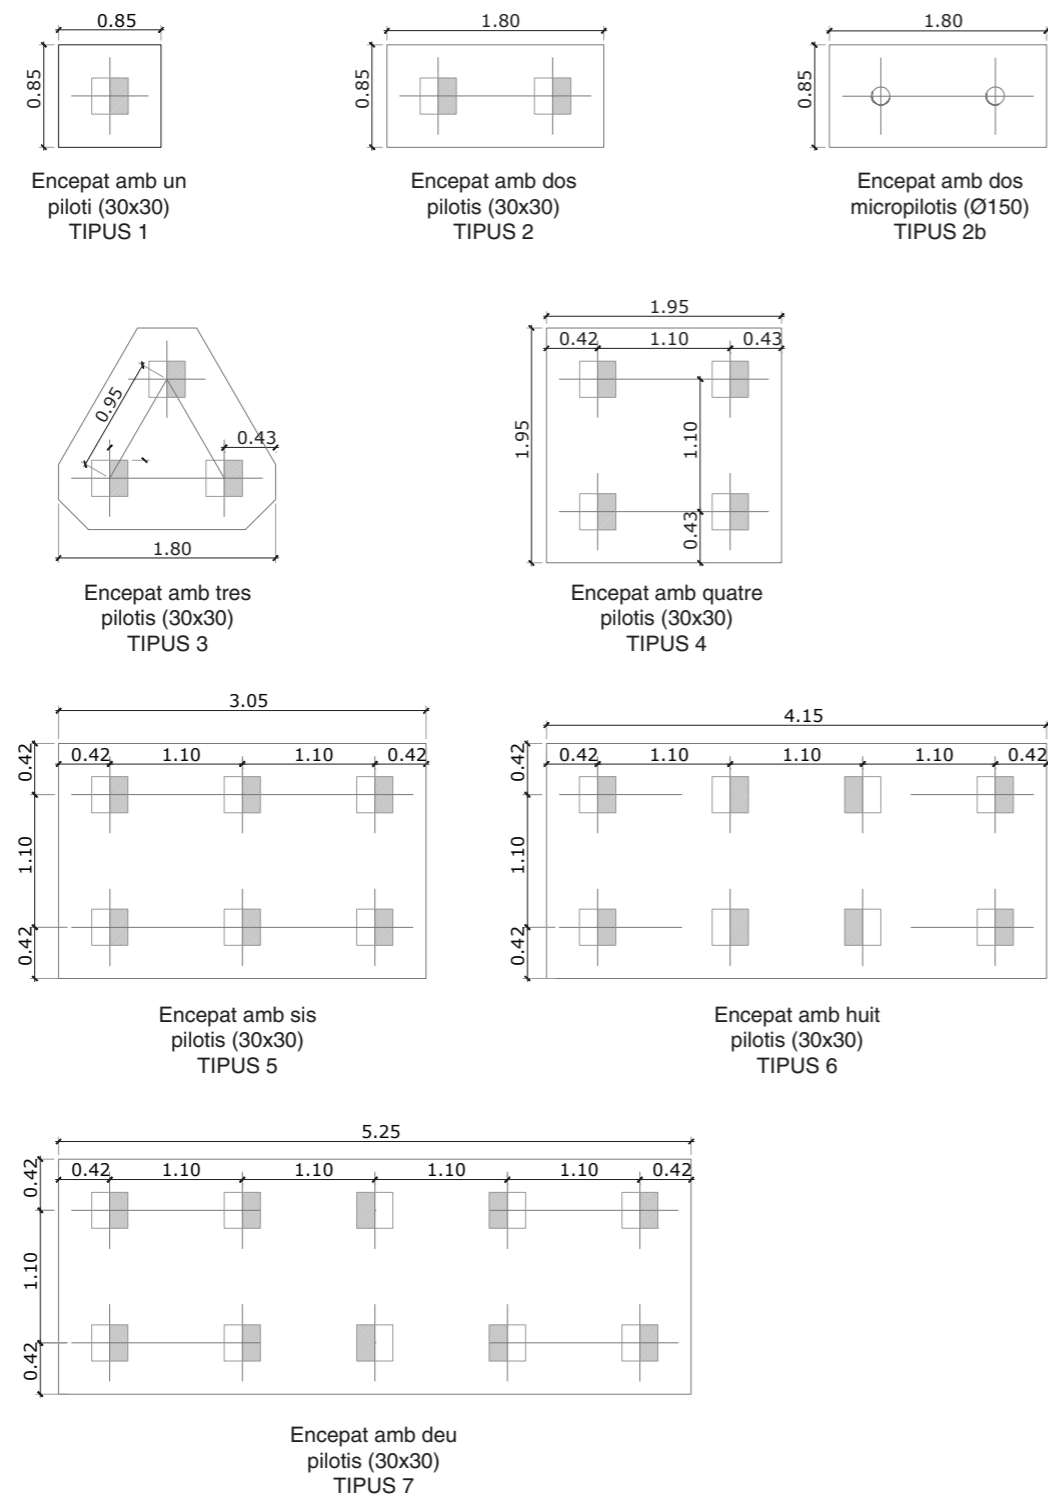 0.85
0.85
Encepat amb un
piloti (30x30)
TIPUS 1
1.80
0.85
Encepat amb dos
pilotis (30x30)
TIPUS 2
1.80
0.85
Encepat amb dos
micropilotis (Ø150)
TIPUS 2b
0.95
0.43
1.80
Encepat amb tres
pilotis (30x30)
TIPUS 3
1.95
0.42 1.10 0.43
1.95
1.10
0.43
Encepat amb quatre
pilotis (30x30)
TIPUS 4
3.05
0.42 1.10 1.10 0.42
0.42
1.10
0.42
Encepat amb sis
pilotis (30x30)
TIPUS 5
4.15
0.42 1.10 1.10 1.10 0.42
0.42
1.10
0.42
Encepat amb huit
pilotis (30x30)
TIPUS 6
5.25
0.42 1.10 1.10 1.10 1.10 0.42
0.42
1.10
0.42
Encepat amb deu
pilotis (30x30)
TIPUS 7